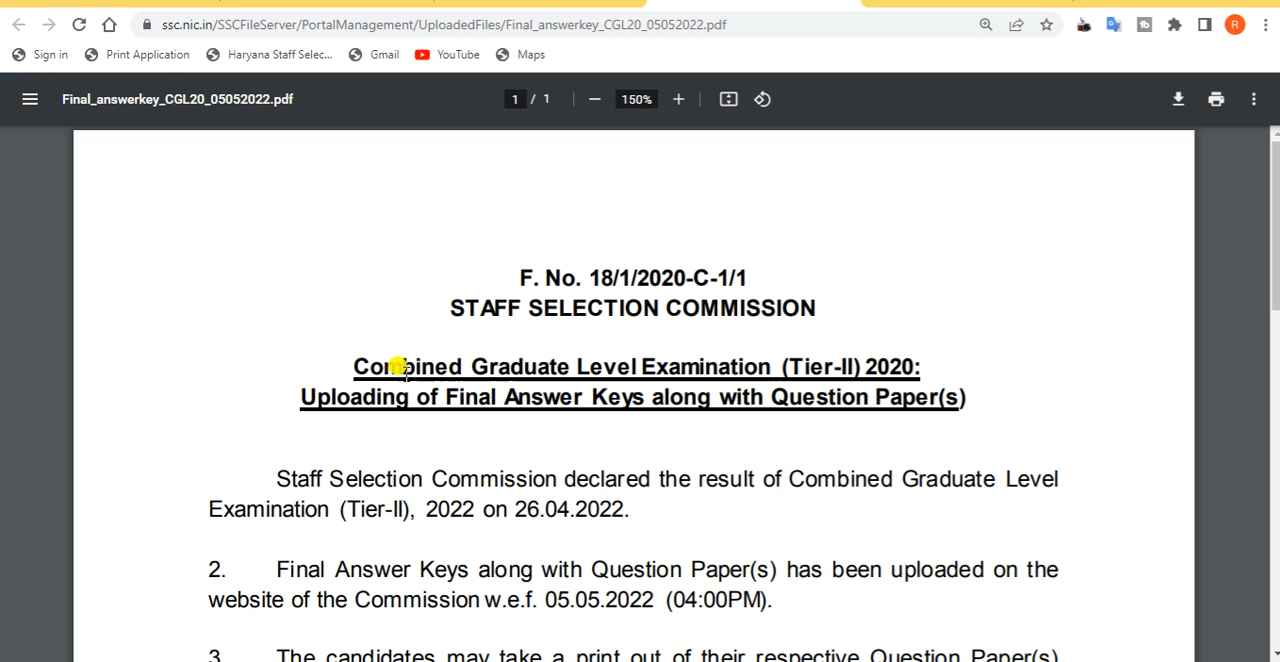 ssc.nic.in/SSCFileServer/PortalManagement/UploadedFiles/Final_answerkey_CGL20_05052022.pdf
R
Sign in Print Application Haryana Staff Selec... Gmail YouTube Maps
Final_answerkey_CGL20_05052022.pdf 1 / 1 150%
F. No. 18/1/2020-C-1/1
STAFF SELECTION COMMISSION
Combined Graduate Level Examination (Tier-II) 2020:
Uploading of Final Answer Keys along with Question Paper(s)
Staff Selection Commission declared the result of Combined Graduate Level
Examination (Tier-II), 2022 on 26.04.2022.
2. Final Answer Keys along with Question Paper(s) has been uploaded on the
website of the Commission w.e.f. 05.05.2022 (04:00PM).
3. The candidates may take a print out of their respective Question Paper(s)